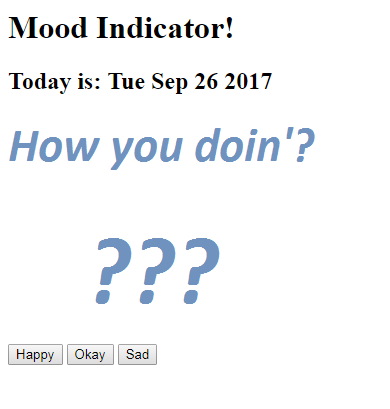 Mood Indicator!
Today is: Tue Sep 26 2017
How you doin'?
???
Happy Okay Sad